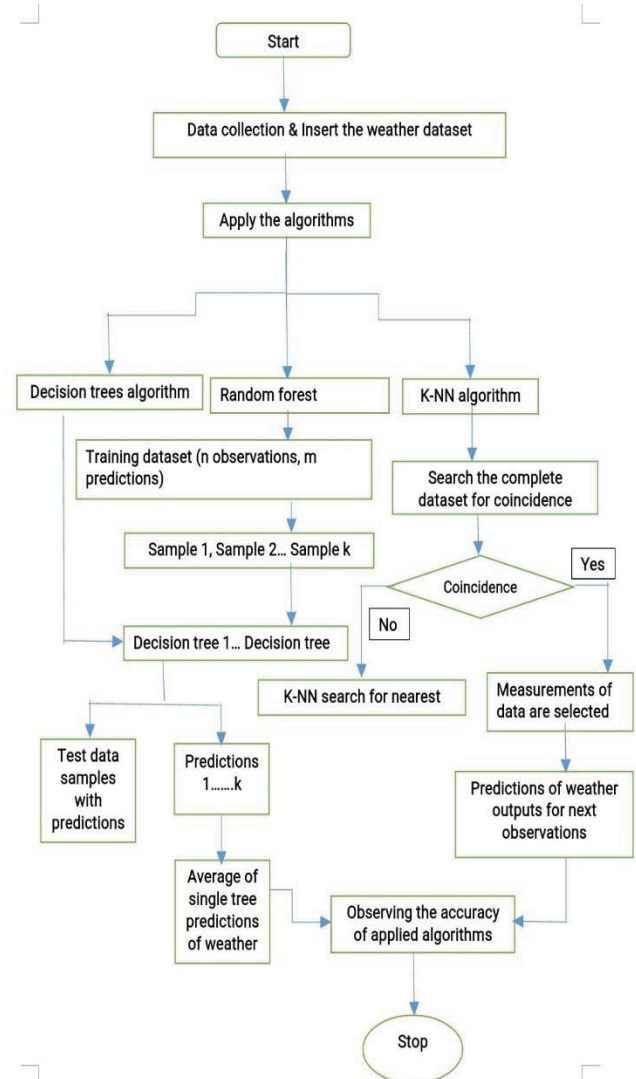 Start
Data collection & Insert the weather dataset
Apply the algorithms
Decision trees algorithm
Random forest
K-NN algorithm
Training dataset (n observations, m
predictions)
Search the complete
dataset for coincidence
Sample 1, Sample 2... Sample k
Coincidence
Yes
No
Decision tree 1... Decision tree
K-NN search for nearest
Measurements of
data are selected
Test data
samples
with
predictions
Predictions
1.......k
Predictions of weather
outputs for next
observations
Average of
single tree
predictions
of weather
Observing the accuracy
of applied algorithms
Stop